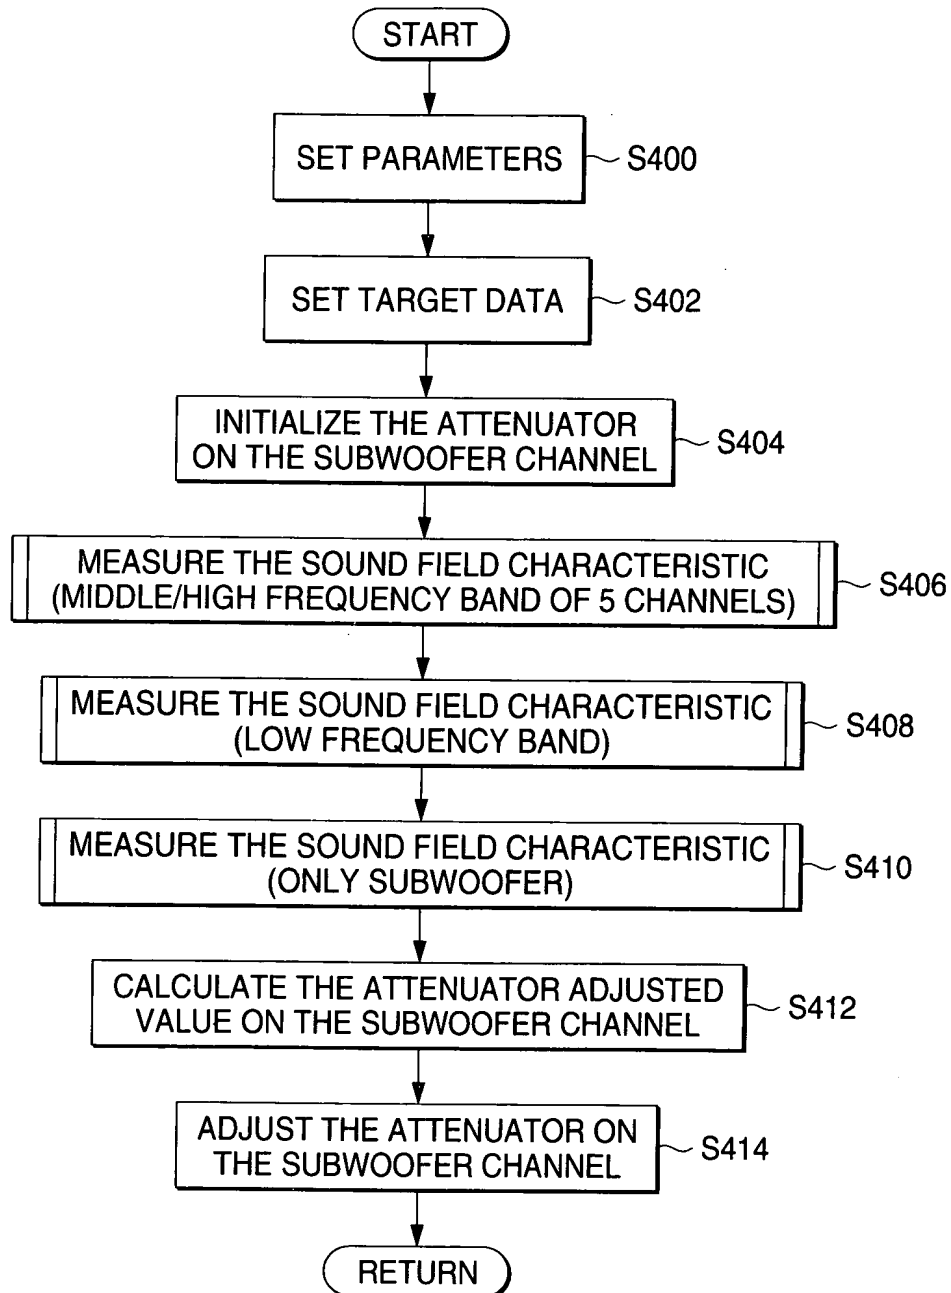 START
SET PARAMETERS
S400
SET TARGET DATA
S402
INITIALIZE THE ATTENUATOR
ON THE SUBWOOFER CHANNEL
S404
MEASURE THE SOUND FIELD CHARACTERISTIC
(MIDDLE/HIGH FREQUENCY BAND OF 5 CHANNELS)
S406
MEASURE THE SOUND FIELD CHARACTERISTIC
(LOW FREQUENCY BAND)
S408
MEASURE THE SOUND FIELD CHARACTERISTIC
(ONLY SUBWOOFER)
S410
CALCULATE THE ATTENUATOR ADJUSTED
VALUE ON THE SUBWOOFER CHANNEL
S412
ADJUST THE ATTENUATOR ON
THE SUBWOOFER CHANNEL
S414
RETURN